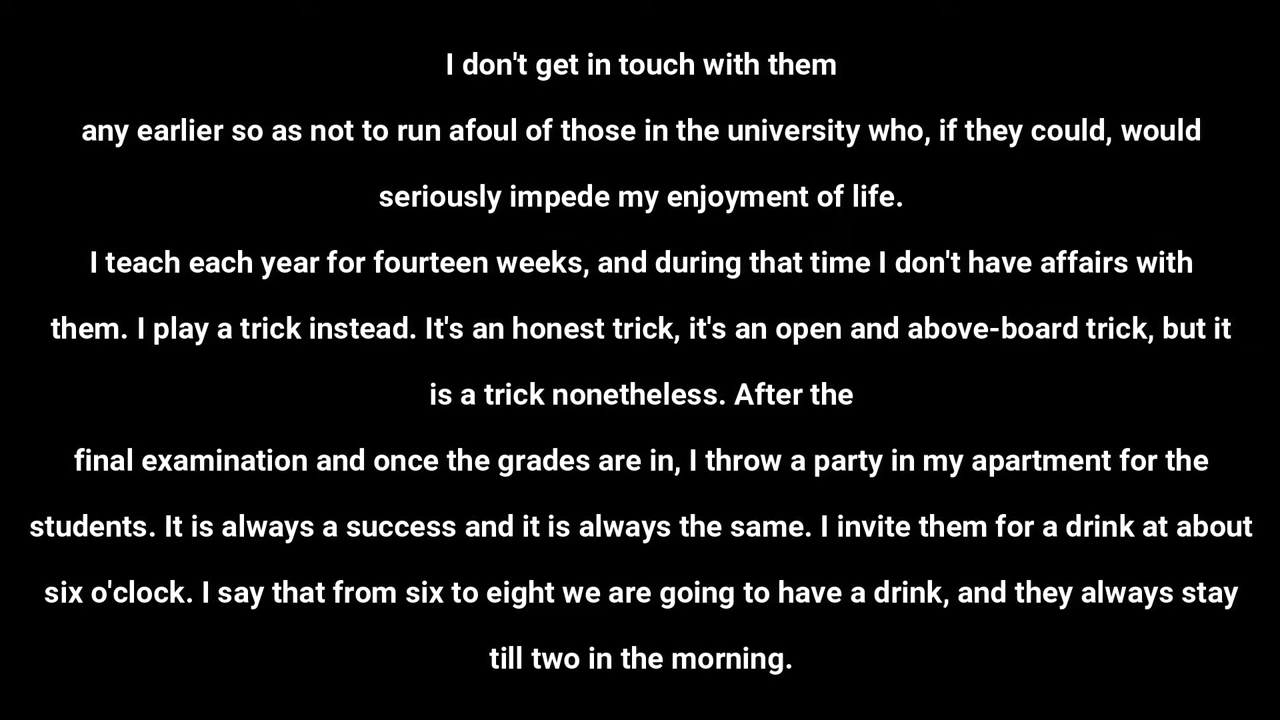 I don't get in touch with them
any earlier so as not to run afoul of those in the university who, if they could, would
seriously impede my enjoyment of life.
I teach each year for fourteen weeks, and during that time I don't have affairs with
them. I play a trick instead. It's an honest trick, it's an open and above-board trick, but it
is a trick nonetheless. After the
final examination and once the grades are in, I throw a party in my apartment for the
students. It is always a success and it is always the same. I invite them for a drink at about
six o'clock. I say that from six to eight we are going to have a drink, and they always stay
till two in the morning.